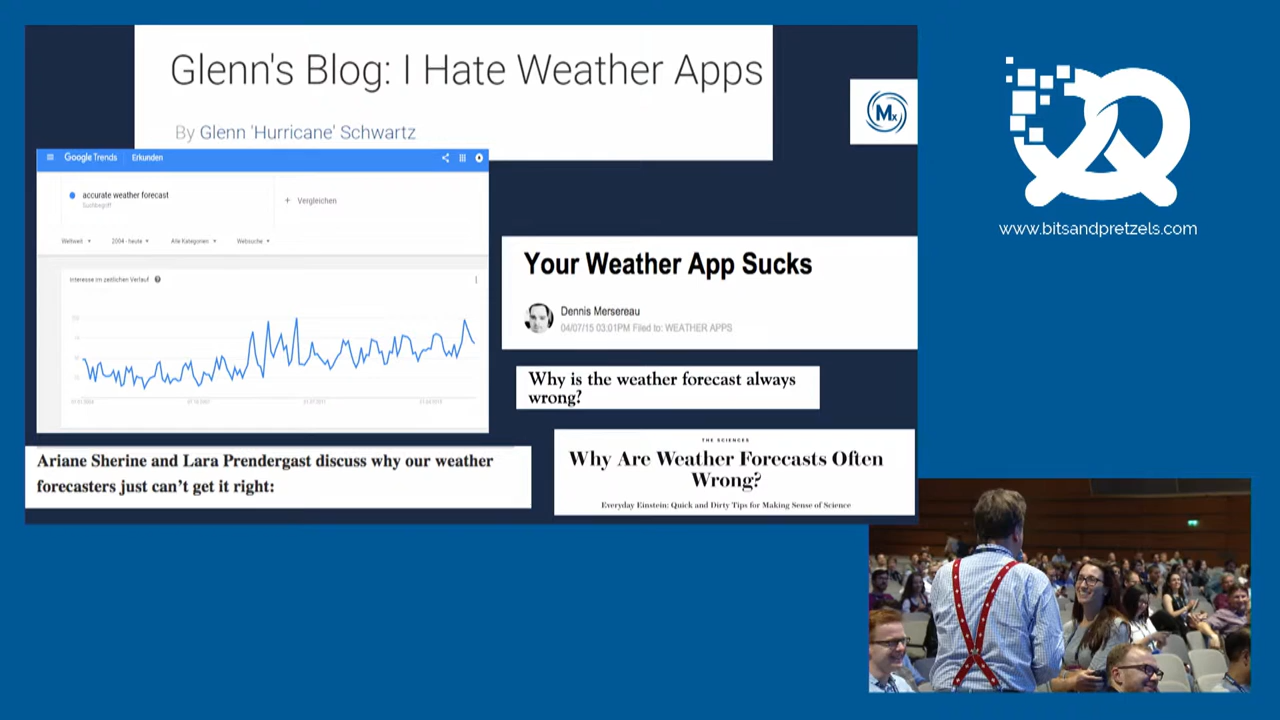 Glenn's Blog: I Hate Weather Apps
By Glenn 'Hurricane' Schwartz
Mx
Google Trends Erkunden
accurate weather forecast
Suchbegriff
+ Vergleichen
Weltweit 2004 - heute Alle Kategorien Websuche
Interesse im zeitlichen Verlauf
Your Weather App Sucks
Dennis Mersereau
04/07/15 03:01PM Filed to: WEATHER APPS
Why is the weather forecast always
wrong?
Ariane Sherine and Lara Prendergast discuss why our weather
forecasters just can't get it right:
THE SCIENCES
Why Are Weather Forecasts Often
Wrong?
Everyday Einstein: Quick and Dirty Tips for Making Sense of Science
www.bitsandpretzels.com